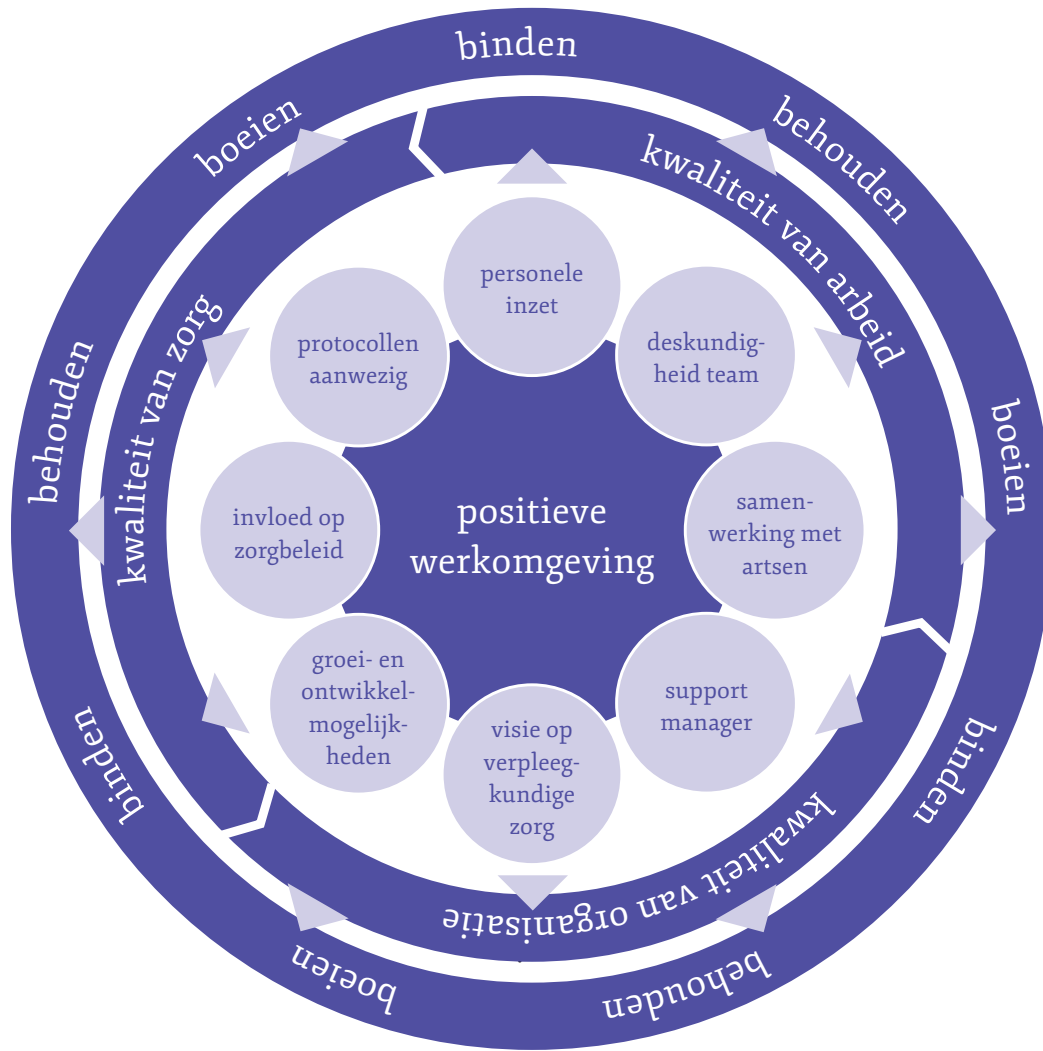 binden
behouden
boeien
binden
behouden
boeien
binden
behouden
boeien
kwaliteit van arbeid
kwaliteit van organisatie
kwaliteit van zorg
personele
inzet
deskundig-
heid team
samen-
werking met
artsen
support
manager
visie op
verpleeg-
kundige
zorg
groei- en
ontwikkel-
mogelijk-
heden
invloed op
zorgbeleid
protocollen
aanwezig
positieve
werkomgeving